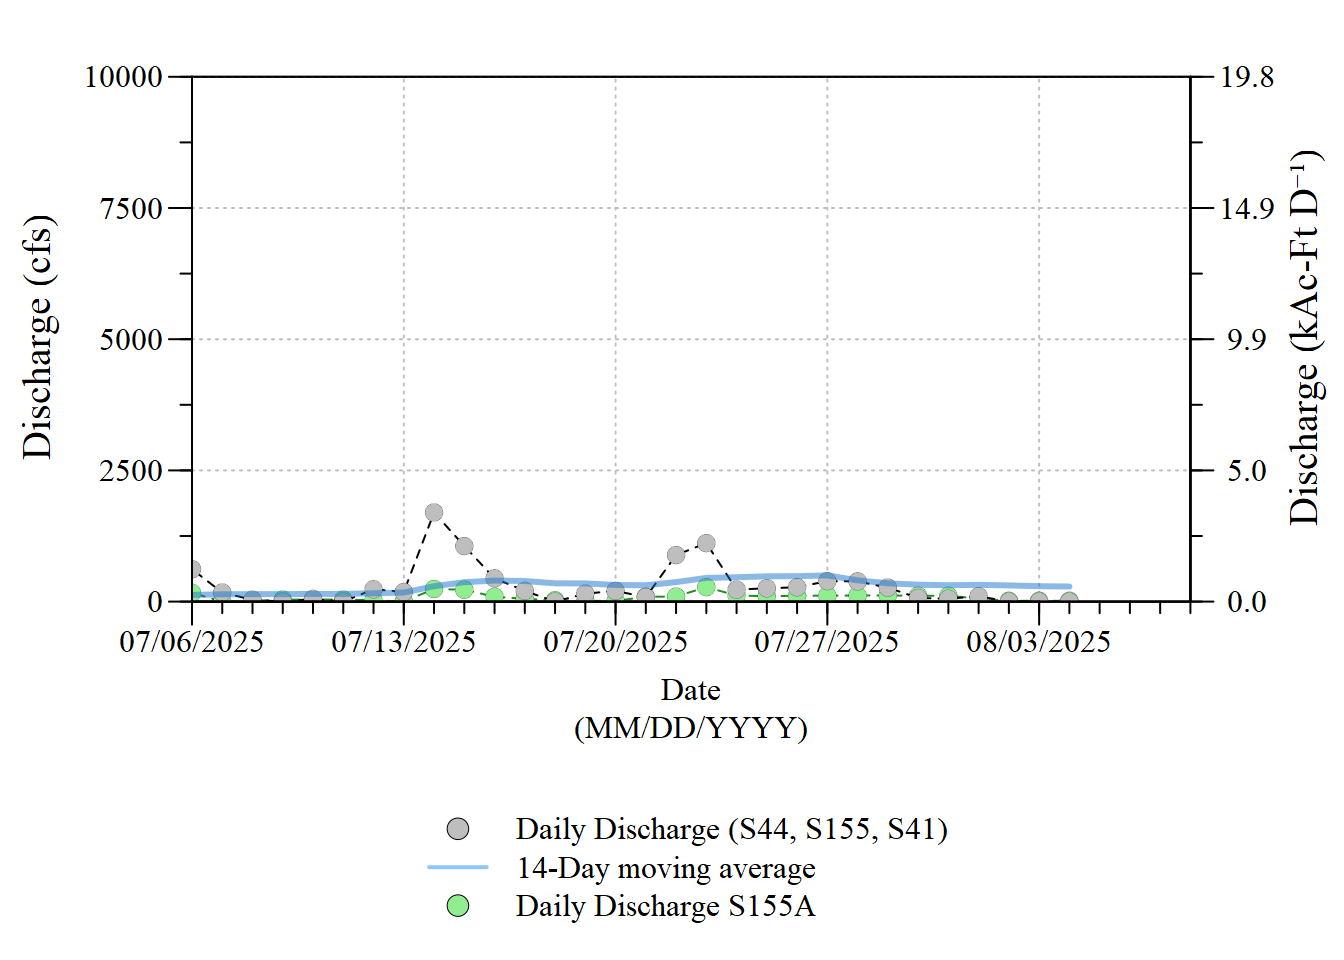 10000
7500
5000
2500
0
Discharge (cfs)
19.8
14.9
9.9
5.0
0.0
Discharge (kAc-Ft D⁻¹)
07/06/2025
07/13/2025
07/20/2025
07/27/2025
08/03/2025
Date
(MM/DD/YYYY)
Daily Discharge (S44, S155, S41)
14-Day moving average
Daily Discharge S155A